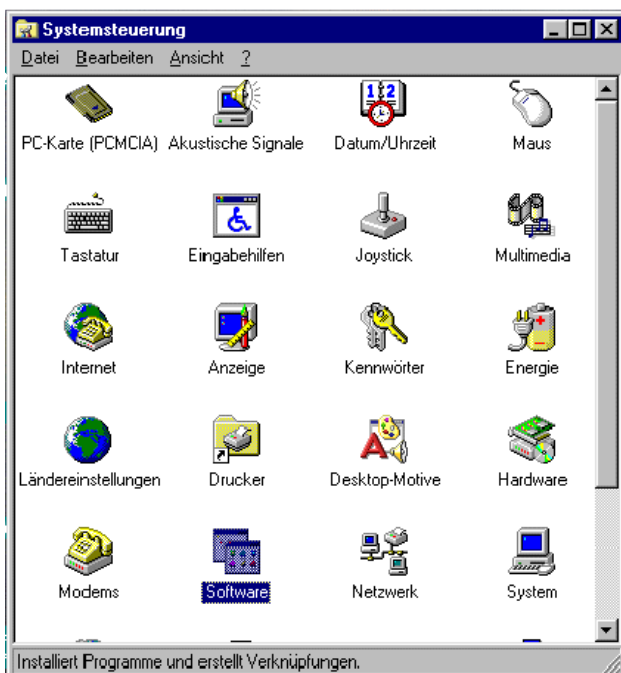 Systemsteuerung
Datei Bearbeiten Ansicht ?
PC-Karte (PCMCIA) Akustische Signale Datum/Uhrzeit Maus
Tastatur Eingabehilfen Joystick Multimedia
Internet Anzeige Kennwörter Energie
Ländereinstellungen Drucker Desktop-Motive Hardware
Modems Software Netzwerk System
Installiert Programme und erstellt Verknüpfungen.